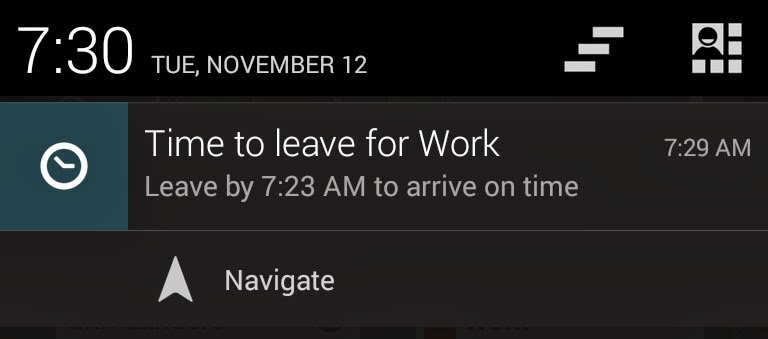 7:30 TUE, NOVEMBER 12
Time to leave for Work 7:29 AM
Leave by 7:23 AM to arrive on time
Navigate